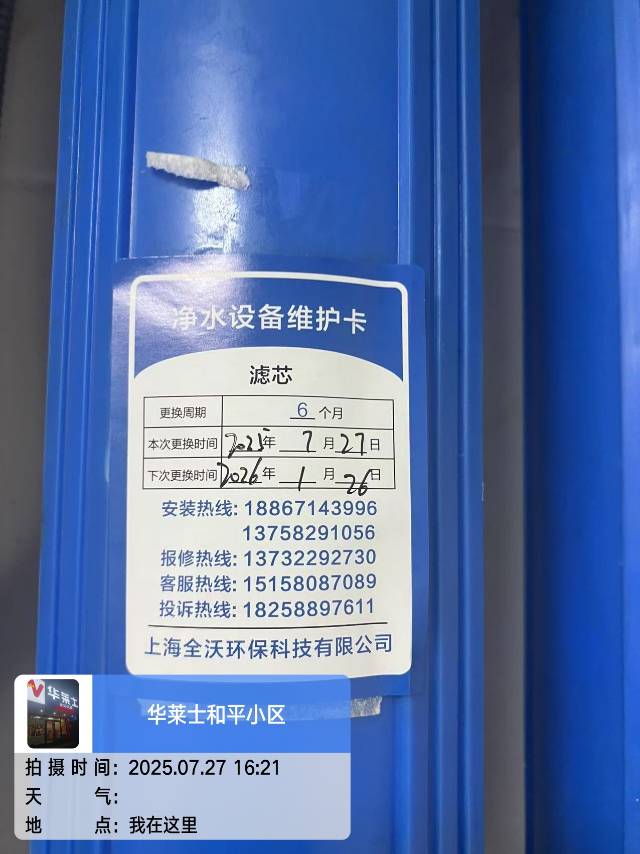 净水设备维护卡
滤芯
更换周期 6 个月
本次更换时间 2025年 7 月 27 日
下次更换时间 2026年 1 月 26 日
安装热线: 18867143996
13758291056
报修热线: 13732292730
客服热线: 15158087089
投诉热线: 18258897611
上海全沃环保科技有限公司
华莱士
华莱士和平小区
拍摄时间: 2025.07.27 16:21
天气:
地点: 我在这里